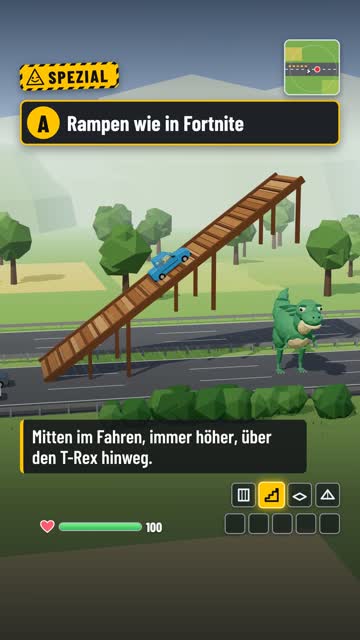 SPEZIAL
A Rampen wie in Fortnite
Mitten im Fahren, immer höher, über
den T-Rex hinweg.
100